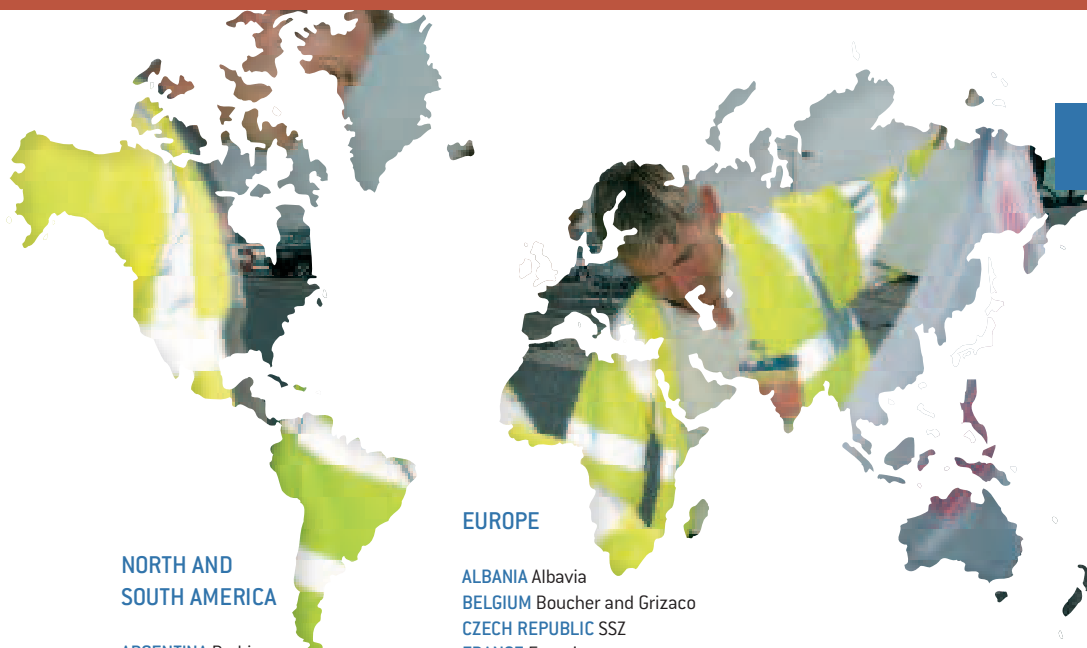 NORTH AND
SOUTH AMERICA
EUROPE
ALBANIA Albavia
BELGIUM Boucher and Grizaco
CZECH REPUBLIC SSZ